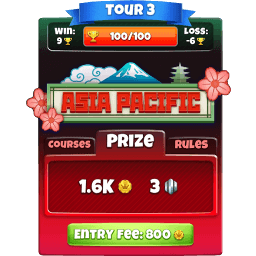 TOUR 3
WIN: 9
100/100
LOSS: -6
ASIA PACIFIC
COURSES PRIZE RULES
1.6K 3
ENTRY FEE: 800